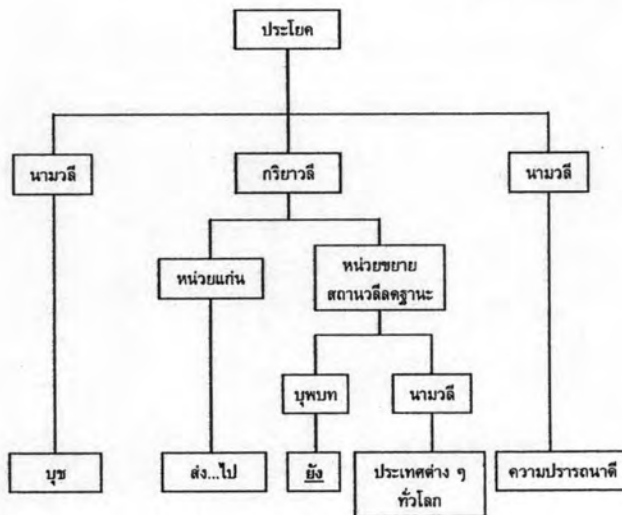 ประโยค
นามวลี
กริยาวลี
นามวลี
หน่วยแก่น
หน่วยขยาย
สถานวลีลดฐานะ
บุพบท
นามวลี
บุช
ส่ง...ไป
ยัง
ประเทศต่าง ๆ
ทั่วโลก
ความปรารถนาดี